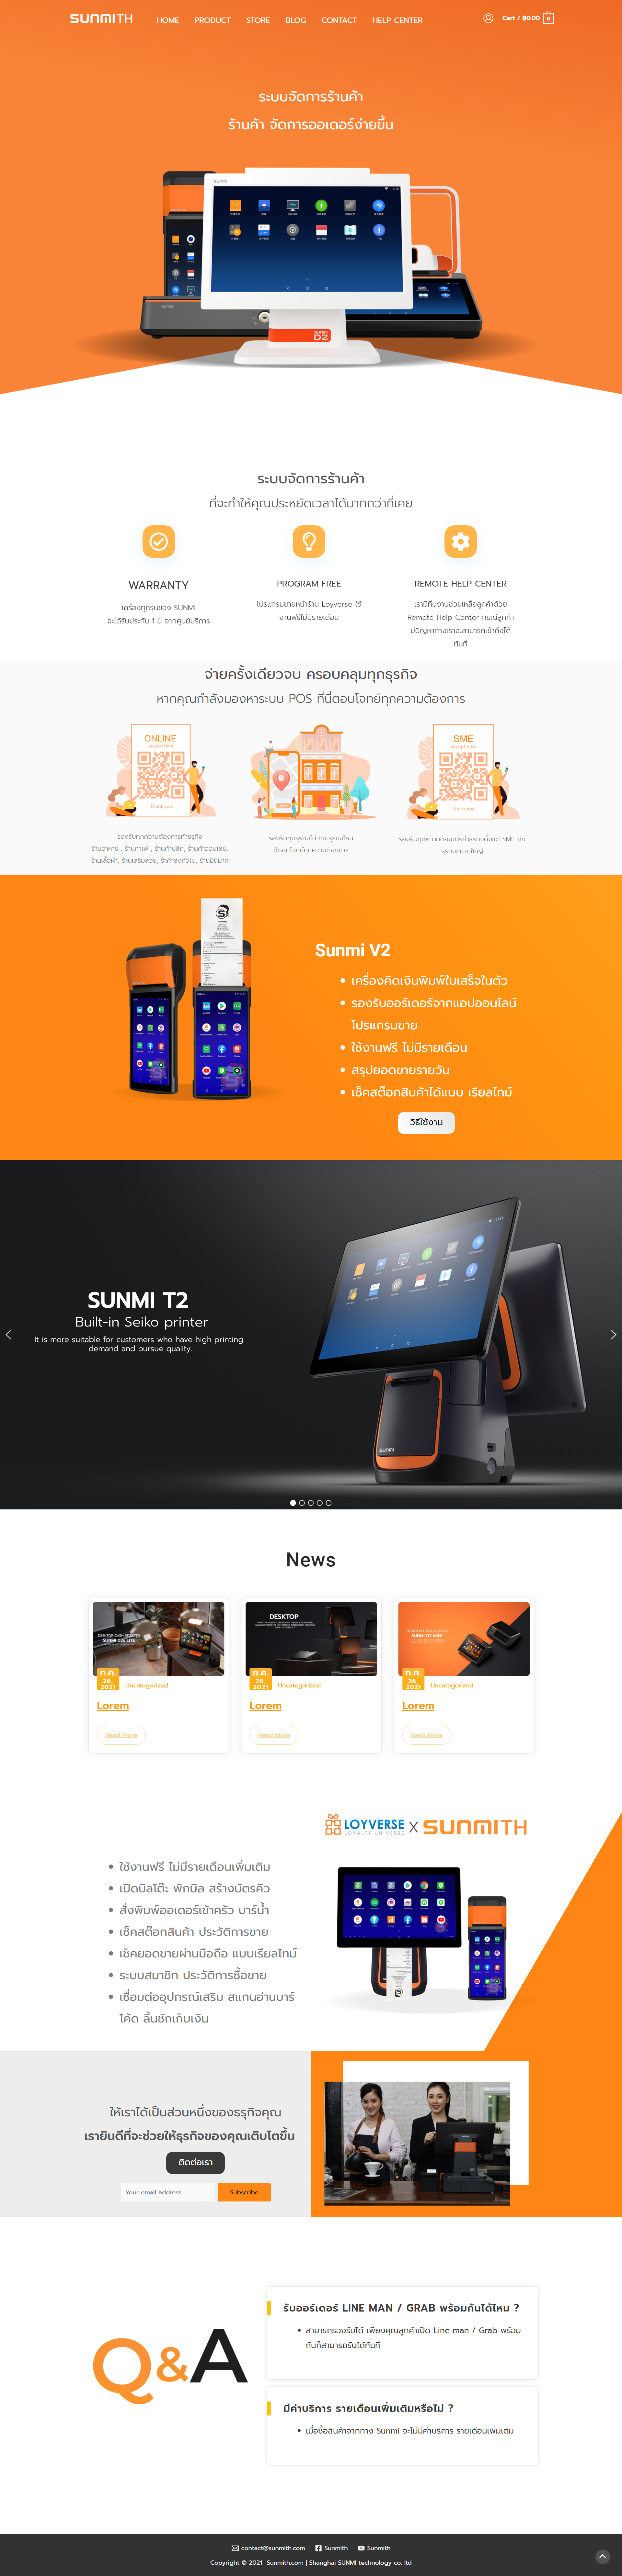 SUNMITH
HOME PRODUCT STORE BLOG CONTACT HELP CENTER
Cart / ฿0.00 0
ระบบจัดการร้านค้า
ร้านค้า จัดการออเดอร์ง่ายขึ้น
SUNMI
D2
ระบบจัดการร้านค้า
ที่จะทำให้คุณประหยัดเวลาได้มากกว่าที่เคย
WARRANTY
เครื่องทุกรุ่นของ SUNMI
จะได้รับประกัน 1 ปี จากศูนย์บริการ
PROGRAM FREE
โปรแกรมขายหน้าร้าน Loyverse ใช้
งานฟรีไม่มีรายเดือน
REMOTE HELP CENTER
เรามีทีมงานช่วยเหลือลูกค้าด้วย
Remote Help Center กรณีลูกค้า
มีปัญหาทางเราจะสามารถเข้าถึงได้
ทันที
จ่ายครั้งเดียวจบ ครอบคลุมทุกธุรกิจ
หากคุณกำลังมองหาระบบ POS ที่นี่ตอบโจทย์ทุกความต้องการ
ONLINE
accept here
Thank you
SME
accept here
Thank you
รองรับทุกความต้องการการทำธรุกิจ
ร้านอาหาร , ร้านกาแฟ , ร้านค้าปลีก, ร้านค้าออนไลน์,
ร้านเสื้อผ้า, ร้านเสริมสวย, ร้าค้าส่งทั่วไป, ร้านมินิมาท
รองรับทุกธุรกิจไม่ว่าจะธุรกิจไหน
ก็ตอบโจทย์ทุกความต้องการ
รองรับทุกความต้องการทำธุรกิจตั้งแต่ SME ถึง
ธุรกิจขนาดใหญ่
Sunmi V2
เครื่องคิดเงินพิมพ์ใบเสร็จในตัว
รองรับออร์เดอร์จากแอปออนไลน์
โปรแกรมขาย
ใช้งานฟรี ไม่มีรายเดือน
สรุปยอดขายรายวัน
เช็คสต๊อกสินค้าได้แบบ เรียลไทม์
วิธีใช้งาน
SUNMI T2
Built-in Seiko printer
It is more suitable for customers who have high printing
demand and pursue quality.
sunmi
News
DESKTOP CASH REGISTER
SUNMI D2S LITE
DESKTOP
DESKTOP CASH REGISTER
SUNMI D2 MINI
ก.ค.
26,
2021
Uncategorized
Lorem
Read More
ก.ค.
26,
2021
Uncategorized
Lorem
Read More
ก.ค.
26,
2021
Uncategorized
Lorem
Read More
LOYVERSE X SUNMITH
LOYALTY UNIVERSE
ใช้งานฟรี ไม่มีรายเดือนเพิ่มเติม
เปิดบิลโต๊ะ พักบิล สร้างบัตรคิว
สั่งพิมพ์ออเดอร์เข้าครัว บาร์น้ำ
เช็คสต๊อกสินค้า ประวัติการขาย
เช็คยอดขายผ่านมือถือ แบบเรียลไทม์
ระบบสมาชิก ประวัติการซื้อขาย
เชื่อมต่ออุปกรณ์เสริม สแกนอ่านบาร์
โค้ด ลิ้นชักเก็บเงิน
ให้เราได้เป็นส่วนหนึ่งของธรุกิจคุณ
เรายินดีที่จะช่วยให้ธุรกิจของคุณเติบโตขึ้น
ติดต่อเรา
Your email address
Subscribe
Q&A
รับออร์เดอร์ LINE MAN / GRAB พร้อมกันได้ไหม ?
สามารถรองรับได้ เพียงคุณลูกค้าเปิด Line man / Grab พร้อม
กันก็สามารถรับได้ทันที
มีค่าบริการ รายเดือนเพิ่มเติมหรือไม่ ?
เมื่อซื้อสินค้าจากทาง Sunmi จะไม่มีค่าบริการ รายเดือนเพิ่มเติม
contact@sunmith.com Sunmith Sunmith
Copyright © 2021 Sunmith.com | Shanghai SUNMI technology co. ltd